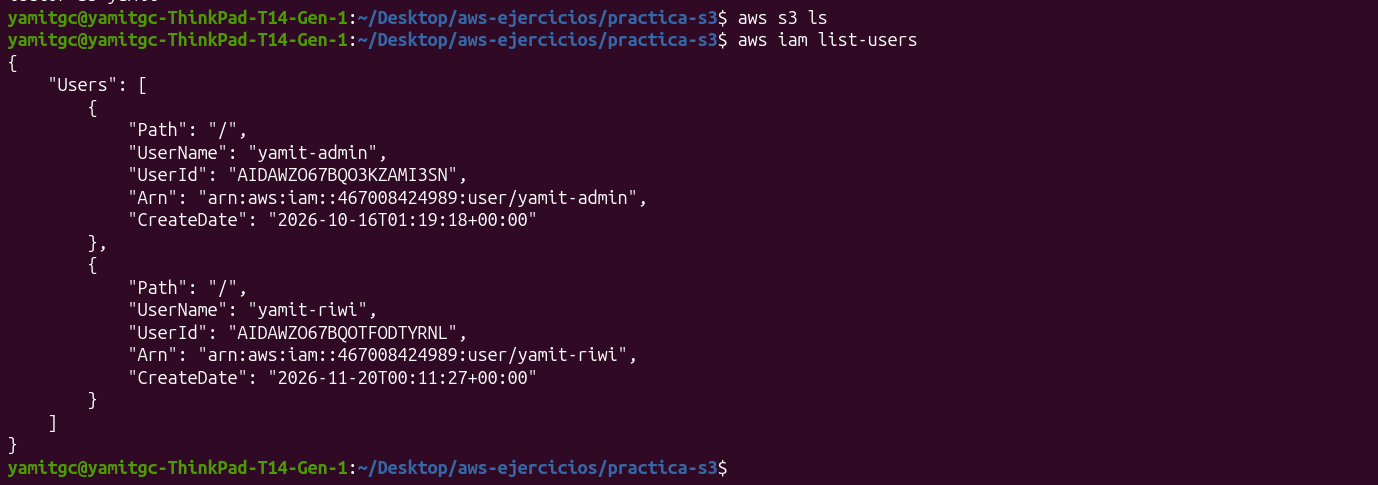 yamitgc@yamitgc-ThinkPad-T14-Gen-1:~/Desktop/aws-ejercicios/practica-s3$ aws s3 ls
yamitgc@yamitgc-ThinkPad-T14-Gen-1:~/Desktop/aws-ejercicios/practica-s3$ aws iam list-users
{
    "Users": [
        {
            "Path": "/",
            "UserName": "yamit-admin",
            "UserId": "AIDAWZO67BQO3KZAMI3SN",
            "Arn": "arn:aws:iam::467008424989:user/yamit-admin",
            "CreateDate": "2026-10-16T01:19:18+00:00"
        },
        {
            "Path": "/",
            "UserName": "yamit-riwi",
            "UserId": "AIDAWZO67BQOTFODTYRNL",
            "Arn": "arn:aws:iam::467008424989:user/yamit-riwi",
            "CreateDate": "2026-11-20T00:11:27+00:00"
        }
    ]
}
yamitgc@yamitgc-ThinkPad-T14-Gen-1:~/Desktop/aws-ejercicios/practica-s3$